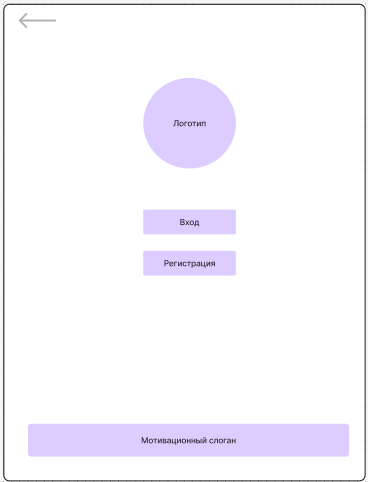 Логотип
Вход
Регистрация
Мотивационный слоган